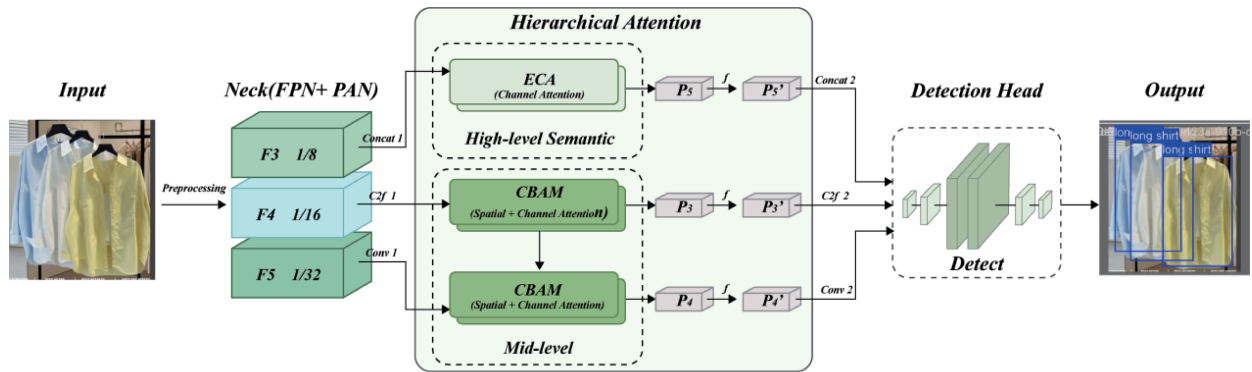 Hierarchical Attention
Input
Neck(FPN+ PAN)
Detection Head
Output
Preprocessing
F3 1/8
F4 1/16
F5 1/32
Concat 1
C2f 1
Conv 1
ECA
(Channel Attention)
High-level Semantic
CBAM
(Spatial + Channel Attention)
CBAM
(Spatial + Channel Attention)
Mid-level
P5
f
P5’
Concat 2
P3
f
P3’
C2f 2
P4
f
P4’
Conv 2
Detect
long shirt
long shirt